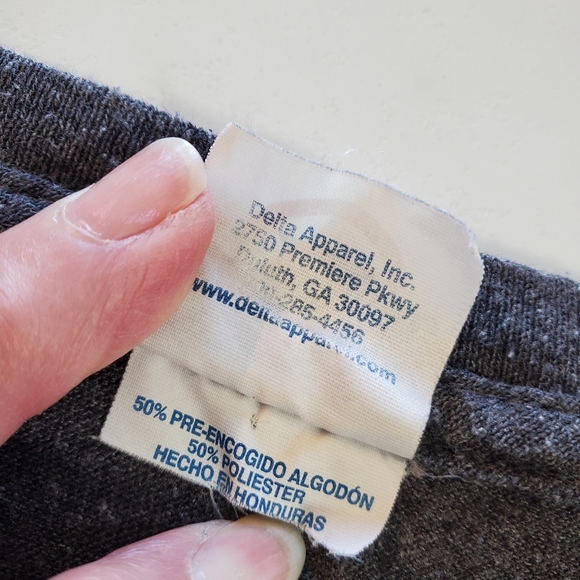 Delta Apparel, Inc.
2750 Premiere Pkwy
Duluth, GA 30097
285-4456
www.deltaapparel.com
50% PRE-ENCOGIDO ALGODÓN
50% POLIESTER
HECHO EN HONDURAS